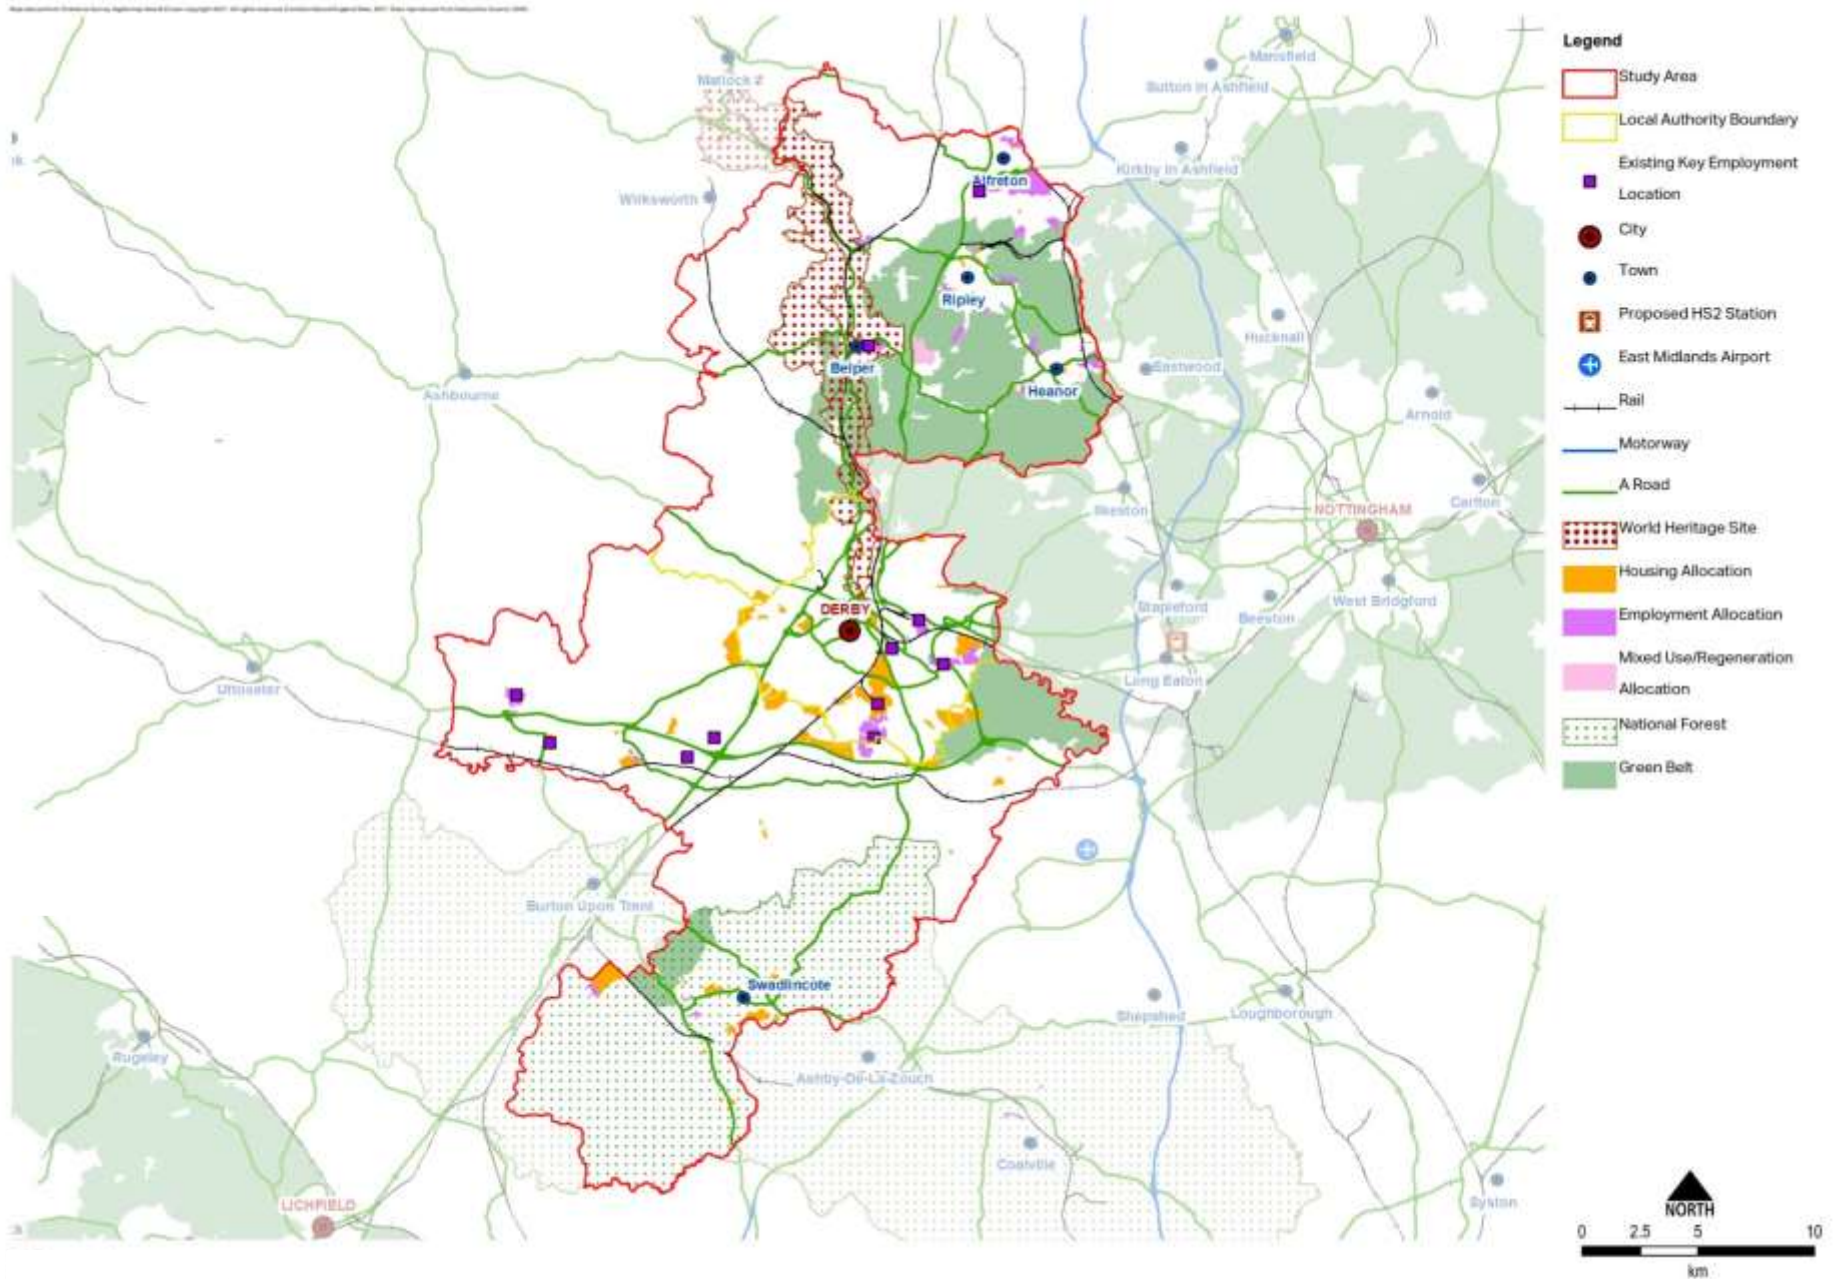 Legend
Study Area
Local Authority Boundary
Existing Key Employment
Location
City
Town
Proposed HS2 Station
East Midlands Airport
Rail
Motorway
A Road
World Heritage Site
Housing Allocation
Employment Allocation
Mixed Use/Regeneration
Allocation
National Forest
Green Belt
Mansfield
Matlock 2
Sutton in Ashfield
Kirkby in Ashfield
Alfreton
Wirksworth
Ripley
Hucknall
Belper
Eastwood
Heanor
Ashbourne
Arnold
Ilkeston
Carlton
NOTTINGHAM
DERBY
Stapleford
West Bridgford
Beeston
Long Eaton
Uttoxeter
Burton Upon Trent
Swadlincote
Shepshed
Loughborough
Rugeley
Ashby-De-La-Zouch
Coalville
Syston
LICHFIELD
NORTH
0 2.5 5 10
km